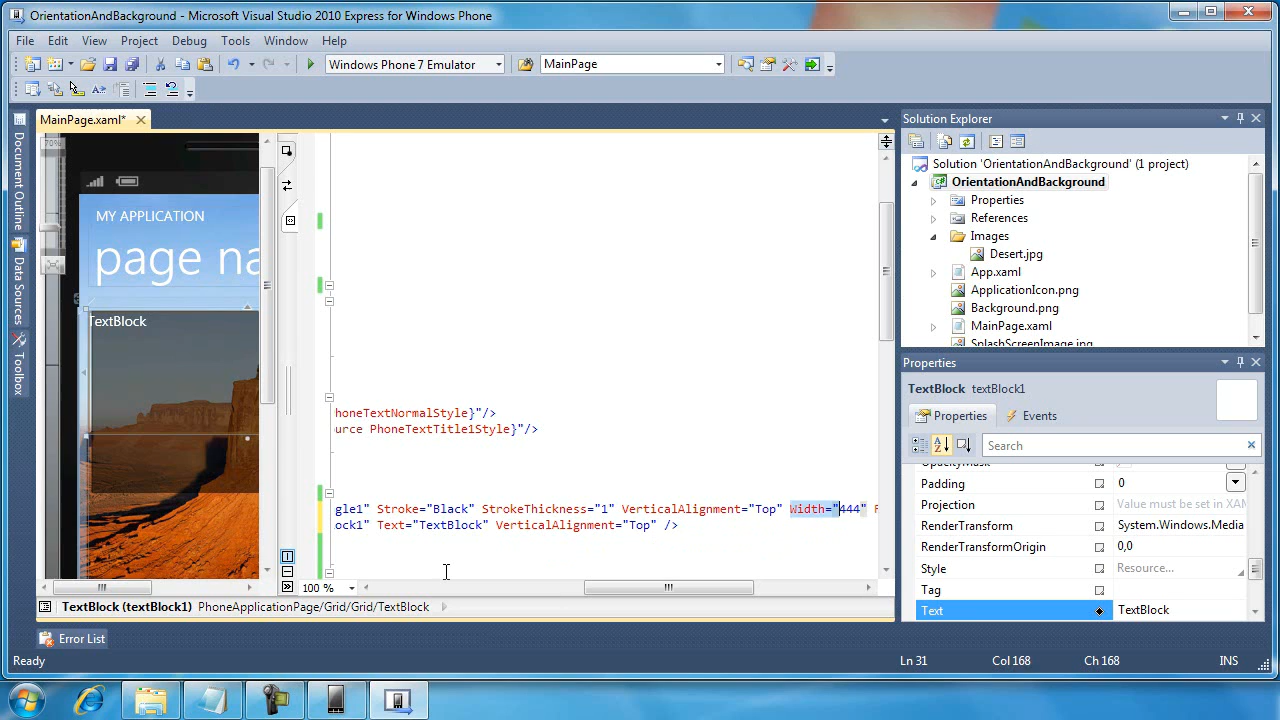 OrientationAndBackground - Microsoft Visual Studio 2010 Express for Windows Phone
File Edit View Project Debug Tools Window Help
Windows Phone 7 Emulator MainPage
MainPage.xaml*
Document Outline
Data Sources
Toolbox
70%
MY APPLICATION
page na
TextBlock
honeTextNormalStyle}"/>
urce PhoneTextTitle1Style}"/>
gle1" Stroke="Black" StrokeThickness="1" VerticalAlignment="Top" Width="444" F
ock1" Text="TextBlock" VerticalAlignment="Top" />
100 %
TextBlock (textBlock1) PhoneApplicationPage/Grid/Grid/TextBlock
Solution Explorer
Solution 'OrientationAndBackground' (1 project)
OrientationAndBackground
Properties
References
Images
Desert.jpg
App.xaml
ApplicationIcon.png
Background.png
MainPage.xaml
SplashScreenImage.jpg
Properties
TextBlock textBlock1
Properties Events
Search
OpacityMask
Padding 0
Projection Value must be set in XAM
RenderTransform System.Windows.Media
RenderTransformOrigin 0,0
Style Resource...
Tag
Text TextBlock
Error List
Ready Ln 31 Col 168 Ch 168 INS